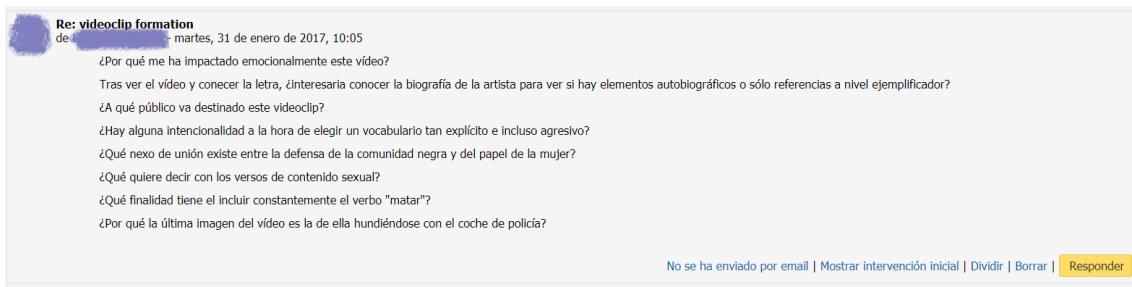 Re: videoclip formation
de - martes, 31 de enero de 2017, 10:05
¿Por qué me ha impactado emocionalmente este vídeo?
Tras ver el vídeo y conecer la letra, ¿interesaria conocer la biografía de la artista para ver si hay elementos autobiográficos o sólo referencias a nivel ejemplificador?
¿A qué público va destinado este videoclip?
¿Hay alguna intencionalidad a la hora de elegir un vocabulario tan explícito e incluso agresivo?
¿Qué nexo de unión existe entre la defensa de la comunidad negra y del papel de la mujer?
¿Qué quiere decir con los versos de contenido sexual?
¿Qué finalidad tiene el incluir constantemente el verbo "matar"?
¿Por qué la última imagen del vídeo es la de ella hundiéndose con el coche de policía?
No se ha enviado por email | Mostrar intervención inicial | Dividir | Borrar | Responder